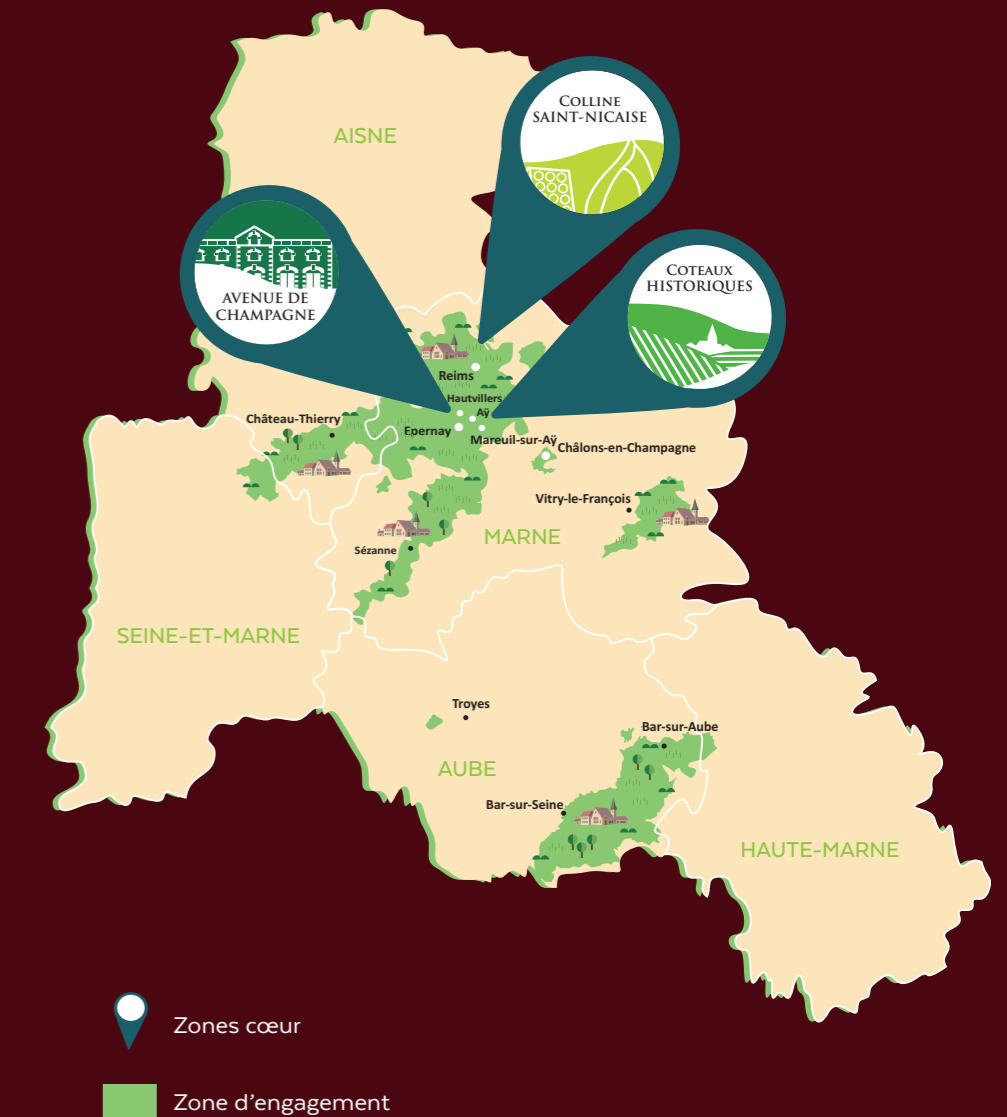 AISNE
COLLINE
SAINT-NICAISE
AVENUE DE
CHAMPAGNE
COTEAUX
HISTORIQUES
Reims
Hautvillers
Aÿ
Château-Thierry
Epernay
Mareuil-sur-Aÿ
Châlons-en-Champagne
Vitry-le-François
MARNE
Sézanne
SEINE-ET-MARNE
Troyes
Bar-sur-Aube
AUBE
Bar-sur-Seine
HAUTE-MARNE
Zones cœur
Zone d'engagement